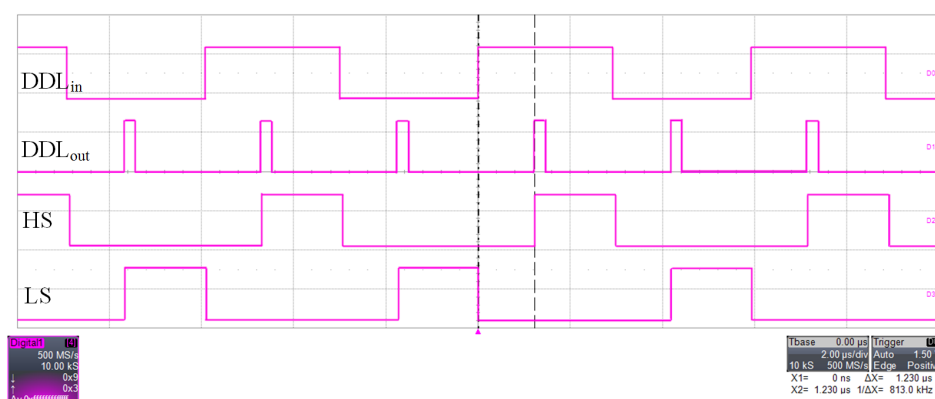 DDLin
D0
DDLout
D1
HS
D2
LS
D3
Digital1
500 MS/s
10.00 kS
0x9
0x3
Tbase 0.00 µs
2.00 µs/div
10 kS 500 MS/s
Trigger
Auto 1.50
Edge Positiv
X1= 0 ns ΔX= 1.230 µs
X2= 1.230 µs 1/ΔX= 813.0 kHz